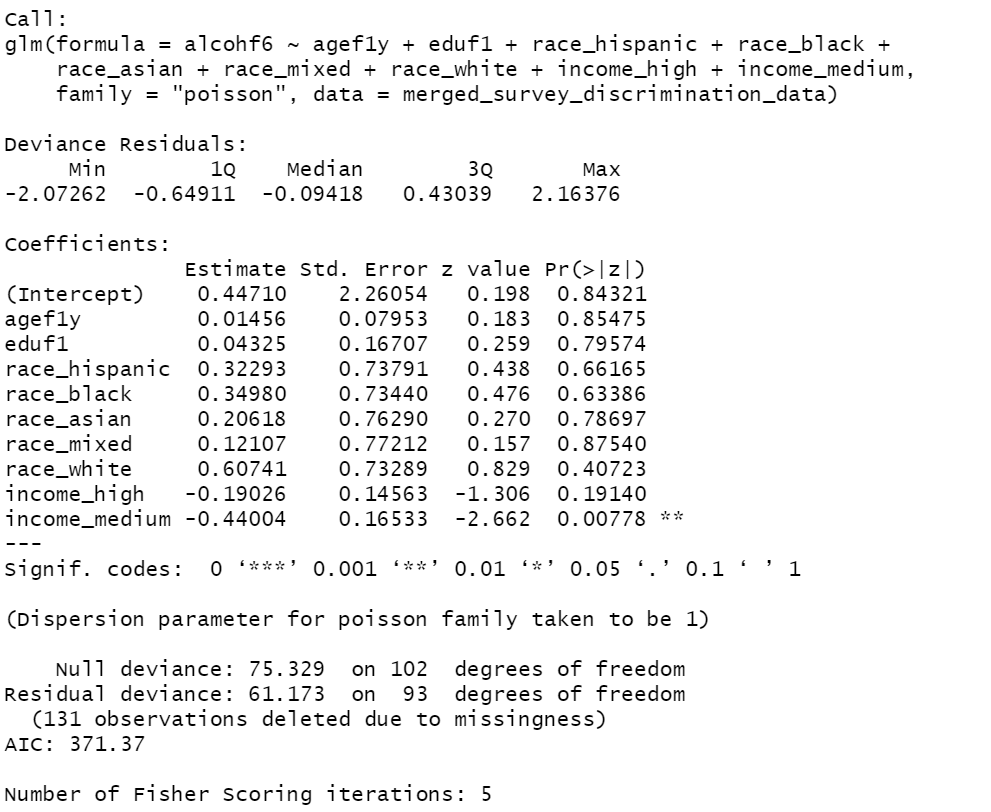 Call:
glm(formula = alcohf6 ~ agef1y + eduf1 + race_hispanic + race_black +
    race_asian + race_mixed + race_white + income_high + income_medium,
    family = "poisson", data = merged_survey_discrimination_data)

Deviance Residuals:
     Min        1Q    Median        3Q       Max
-2.07262  -0.64911  -0.09418   0.43039   2.16376

Coefficients:
              Estimate Std. Error z value Pr(>|z|)
(Intercept)    0.44710    2.26054   0.198  0.84321
agef1y         0.01456    0.07953   0.183  0.85475
eduf1          0.04325    0.16707   0.259  0.79574
race_hispanic  0.32293    0.73791   0.438  0.66165
race_black     0.34980    0.73440   0.476  0.63386
race_asian     0.20618    0.76290   0.270  0.78697
race_mixed     0.12107    0.77212   0.157  0.87540
race_white     0.60741    0.73289   0.829  0.40723
income_high   -0.19026    0.14563  -1.306  0.19140
income_medium -0.44004    0.16533  -2.662  0.00778 **
---
Signif. codes:  0 ‘***’ 0.001 ‘**’ 0.01 ‘*’ 0.05 ‘.’ 0.1 ‘ ’ 1

(Dispersion parameter for poisson family taken to be 1)

    Null deviance: 75.329  on 102  degrees of freedom
Residual deviance: 61.173  on  93  degrees of freedom
  (131 observations deleted due to missingness)
AIC: 371.37

Number of Fisher Scoring iterations: 5